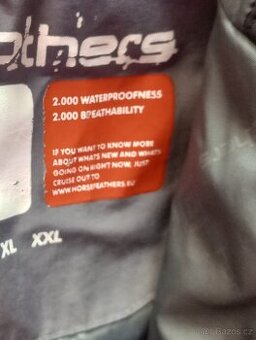 others
2.000 WATERPROOFNESS
2.000 BREATHABILITY
IF YOU WANT TO KNOW MORE
ABOUT WHATS NEW AND WHATS
GOING ON RIGHT NOW, JUST
CRUISE OUT TO
WWW.HORSEFEATHERS.EU
XL XXL